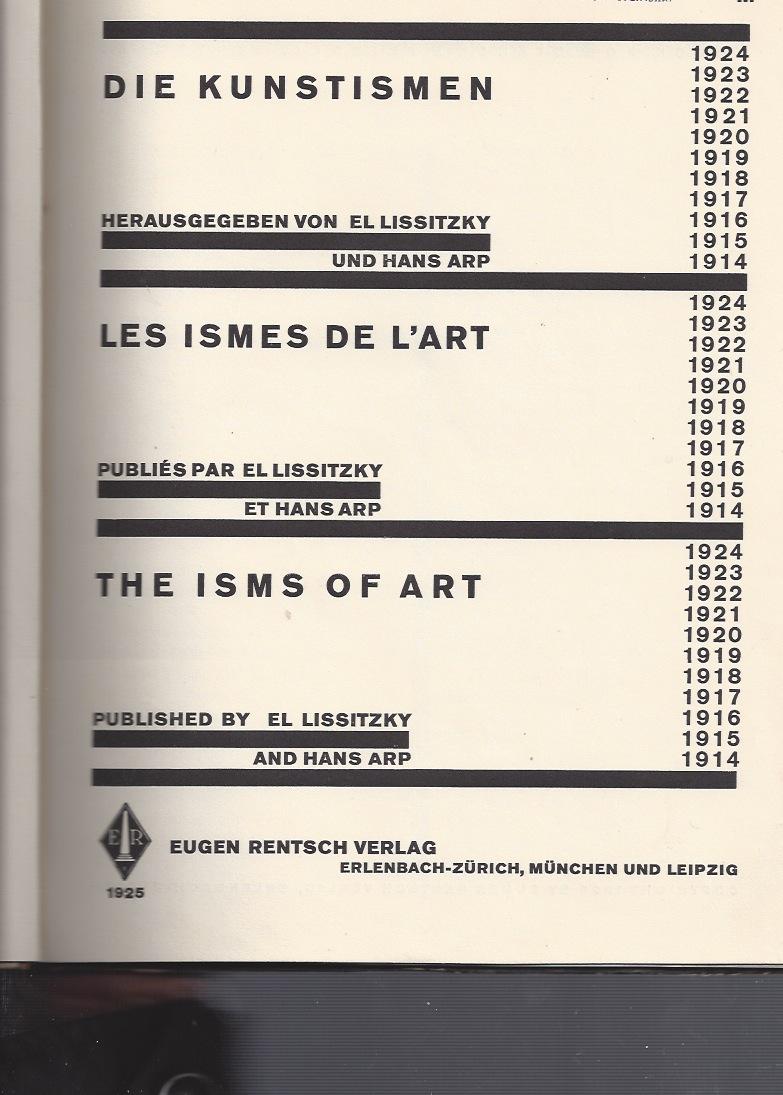 1924
DIE KUNSTISMEN
1923
1922
1921
1920
1919
1918
1917
HERAUSGEGEBEN VON EL LISSITZKY
1916
1915
UND HANS ARP
1914
1924
LES ISMES DE L'ART
1923
1922
1921
1920
1919
1918
1917
PUBLIÉS PAR EL LISSITZKY
1916
1915
ET HANS ARP
1914
1924
THE ISMS OF ART
1923
1922
1921
1920
1919
1918
1917
PUBLISHED BY EL LISSITZKY
1916
1915
AND HANS ARP
1914
E R
EUGEN RENTSCH VERLAG
ERLENBACH-ZÜRICH, MÜNCHEN UND LEIPZIG
1925